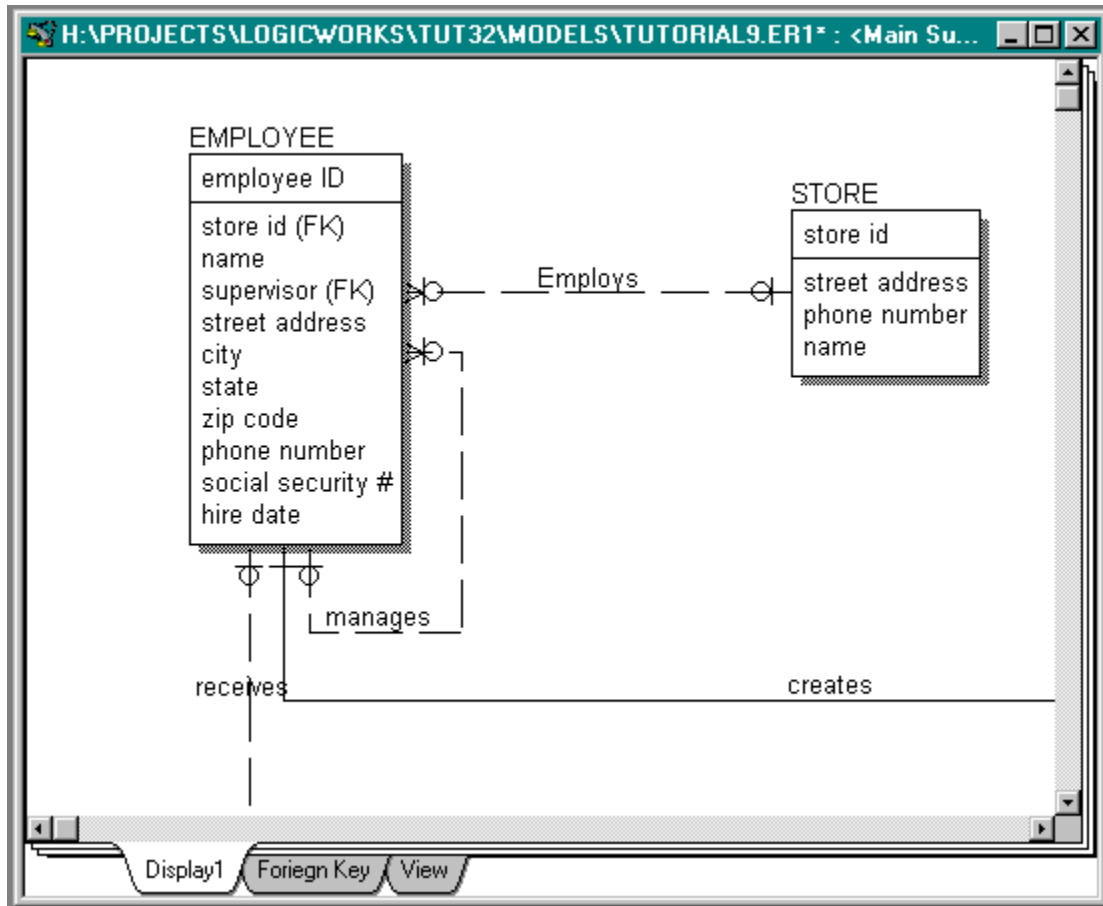 H:\PROJECTS\LOGICWORKS\TUT32\MODELS\TUTORIAL9.ER1* : <Main Su...
EMPLOYEE
employee ID
store id (FK)
name
supervisor (FK)
street address
city
state
zip code
phone number
social security #
hire date
Employs
STORE
store id
street address
phone number
name
manages
receives
creates
Display1
Foriegn Key
View